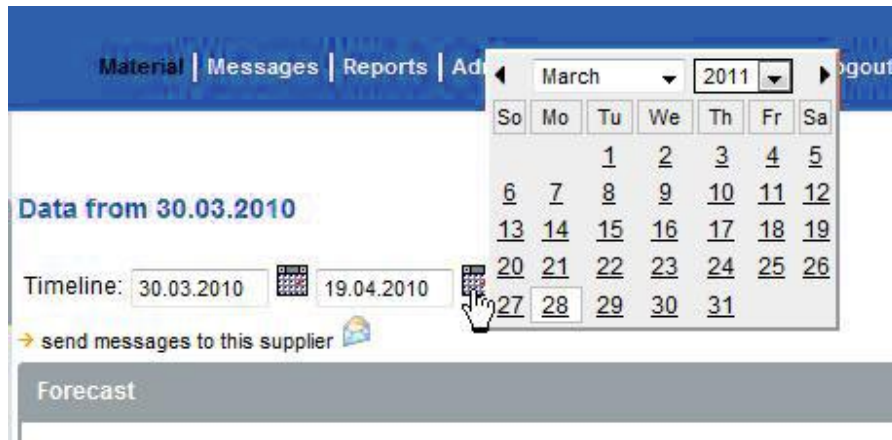 Material | Messages | Reports | Ad
ogout
March 2011
So Mo Tu We Th Fr Sa
1 2 3 4 5
6 7 8 9 10 11 12
13 14 15 16 17 18 19
20 21 22 23 24 25 26
27 28 29 30 31
Data from 30.03.2010
Timeline: 30.03.2010 19.04.2010
→ send messages to this supplier
Forecast